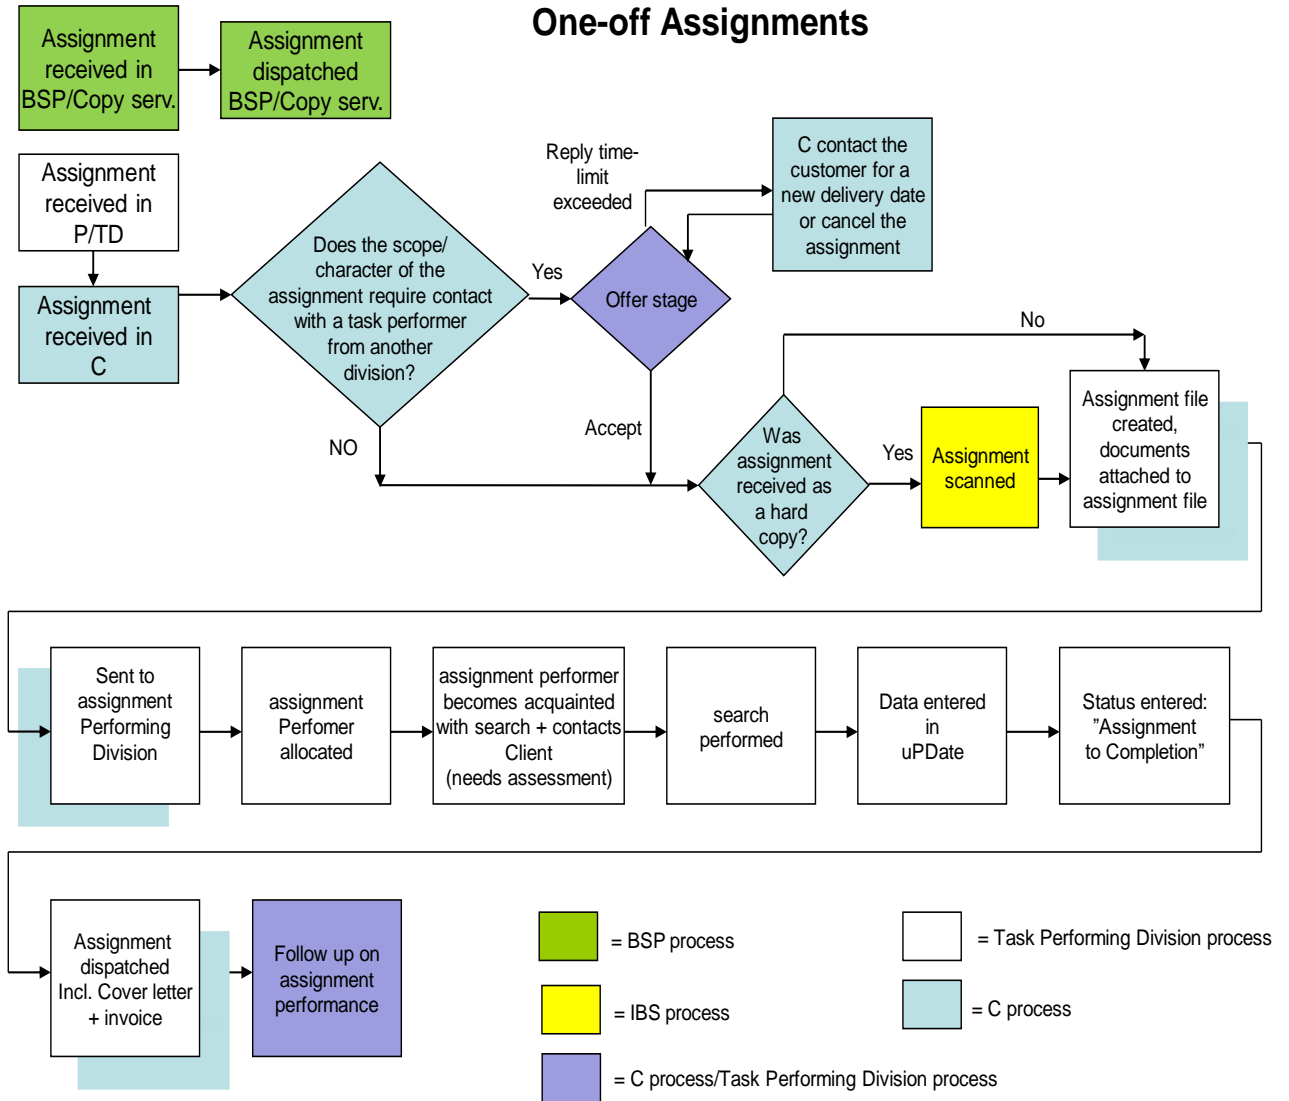 One-off Assignments
Assignment
received in
BSP/Copy serv.
Assignment
dispatched
BSP/Copy serv.
Assignment
received in
P/TD
Assignment
received in
C
Does the scope/
character of the
assignment require contact
with a task performer
from another
division?
Yes
NO
Reply time-
limit
exceeded
C contact the
customer for a
new delivery date
or cancel the
assignment
Offer stage
Accept
Was
assignment
received as
a hard
copy?
No
Yes
Assignment
scanned
Assignment file
created,
documents
attached to
assignment file
Sent to
assignment
Performing
Division
assignment
Perfomer
allocated
assignment performer
becomes acquainted
with search + contacts
Client
(needs assessment)
search
performed
Data entered
in
uPDate
Status entered:
”Assignment
to Completion”
Assignment
dispatched
Incl. Cover letter
+ invoice
Follow up on
assignment
performance
= BSP process
= IBS process
= C process/Task Performing Division process
= Task Performing Division process
= C process